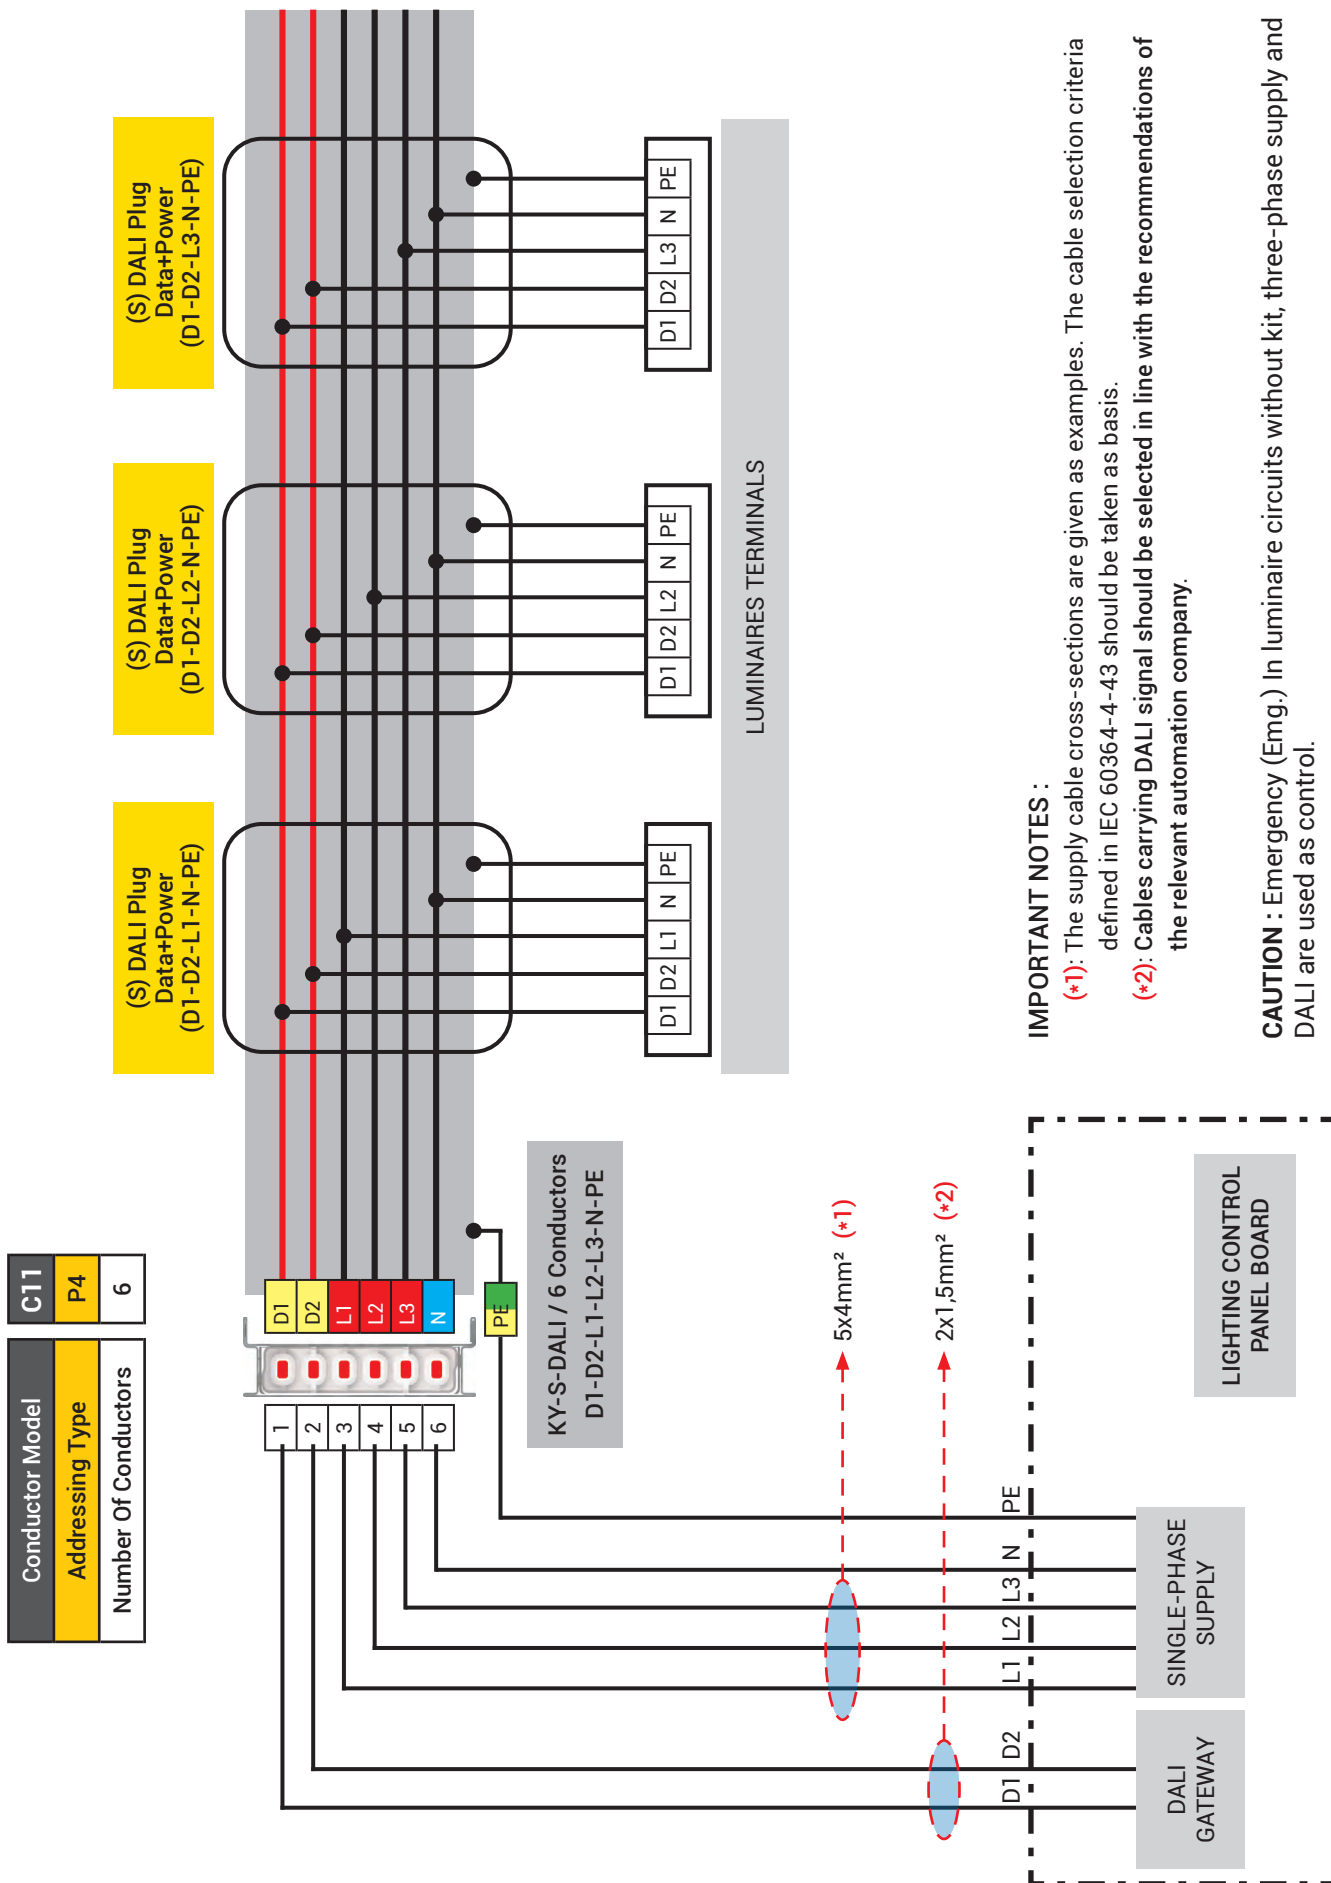 Conductor Model C11
Addressing Type P4
Number Of Conductors 6
(S) DALI Plug
Data+Power
(D1-D2-L1-N-PE)
(S) DALI Plug
Data+Power
(D1-D2-L2-N-PE)
(S) DALI Plug
Data+Power
(D1-D2-L3-N-PE)
1 D1
2 D2
3 L1
4 L2
5 L3
6 N
PE
D1 D2 L1 N PE
D1 D2 L2 N PE
D1 D2 L3 N PE
LUMINAIRES TERMINALS
KY-S-DALI / 6 Conductors
D1-D2-L1-L2-L3-N-PE
5x4mm² (*1)
2x1,5mm² (*2)
D1 D2 L1 L2 L3 N PE
DALI
GATEWAY
SINGLE-PHASE
SUPPLY
LIGHTING CONTROL
PANEL BOARD
IMPORTANT NOTES :
(*1): The supply cable cross-sections are given as examples. The cable selection criteria
defined in IEC 60364-4-43 should be taken as basis.
(*2): Cables carrying DALI signal should be selected in line with the recommendations of
the relevant automation company.
CAUTION : Emergency (Emg.) In luminaire circuits without kit, three-phase supply and
DALI are used as control.